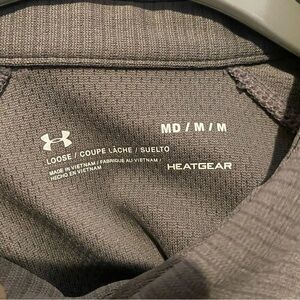 MD / M / M
LOOSE / COUPE LÂCHE / SUELTO
MADE IN VIETNAM / FABRIQUÉ AU VIETNAM /
HECHO EN VIETNAM
HEATGEAR